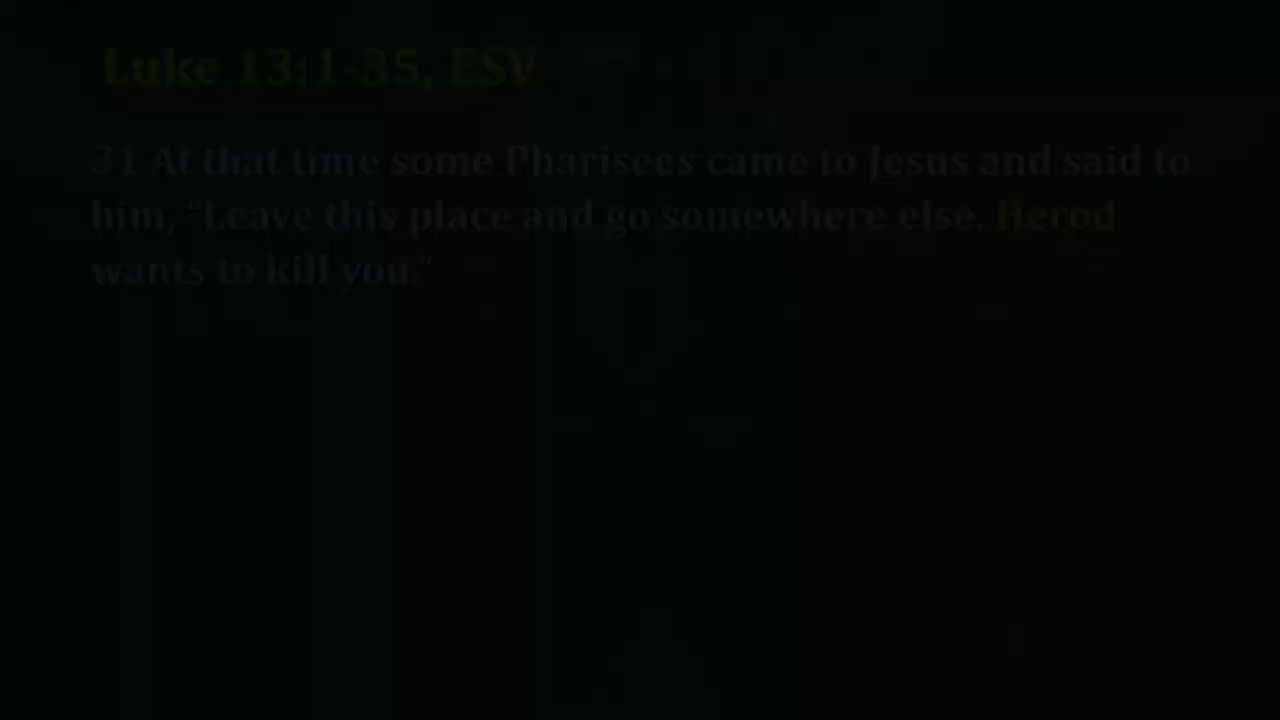 Luke 13:1-35, ESV
31 At that time some Pharisees came to Jesus and said to
him, "Leave this place and go somewhere else. Herod
wants to kill you."